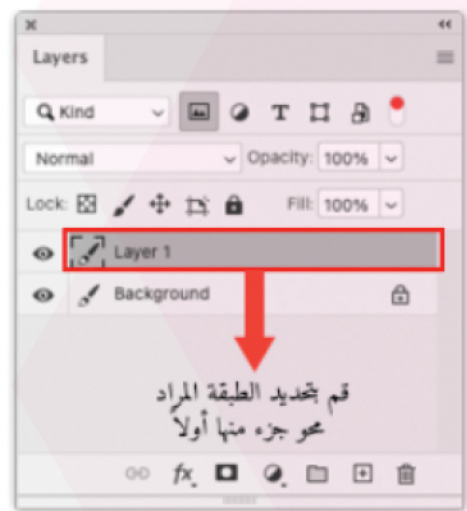 Layers
Kind
Normal Opacity: 100%
Lock: Fill: 100%
Layer 1
Background
قم بتحديد الطبقة المراد
محو جزء منها أولاً
fx